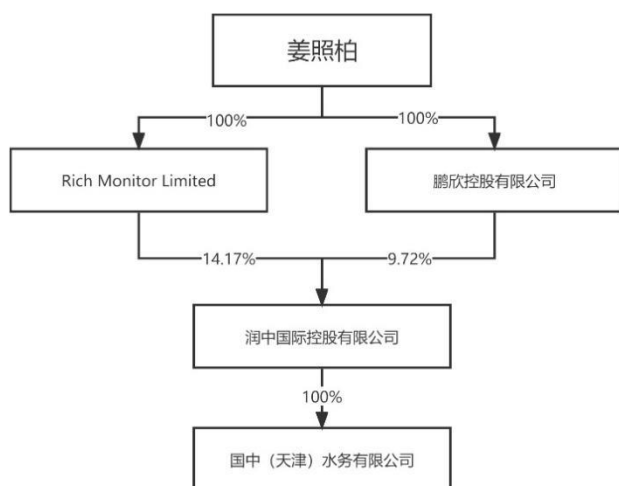 姜照柏
100%
100%
Rich Monitor Limited
鹏欣控股有限公司
14.17%
9.72%
润中国际控股有限公司
100%
国中（天津）水务有限公司